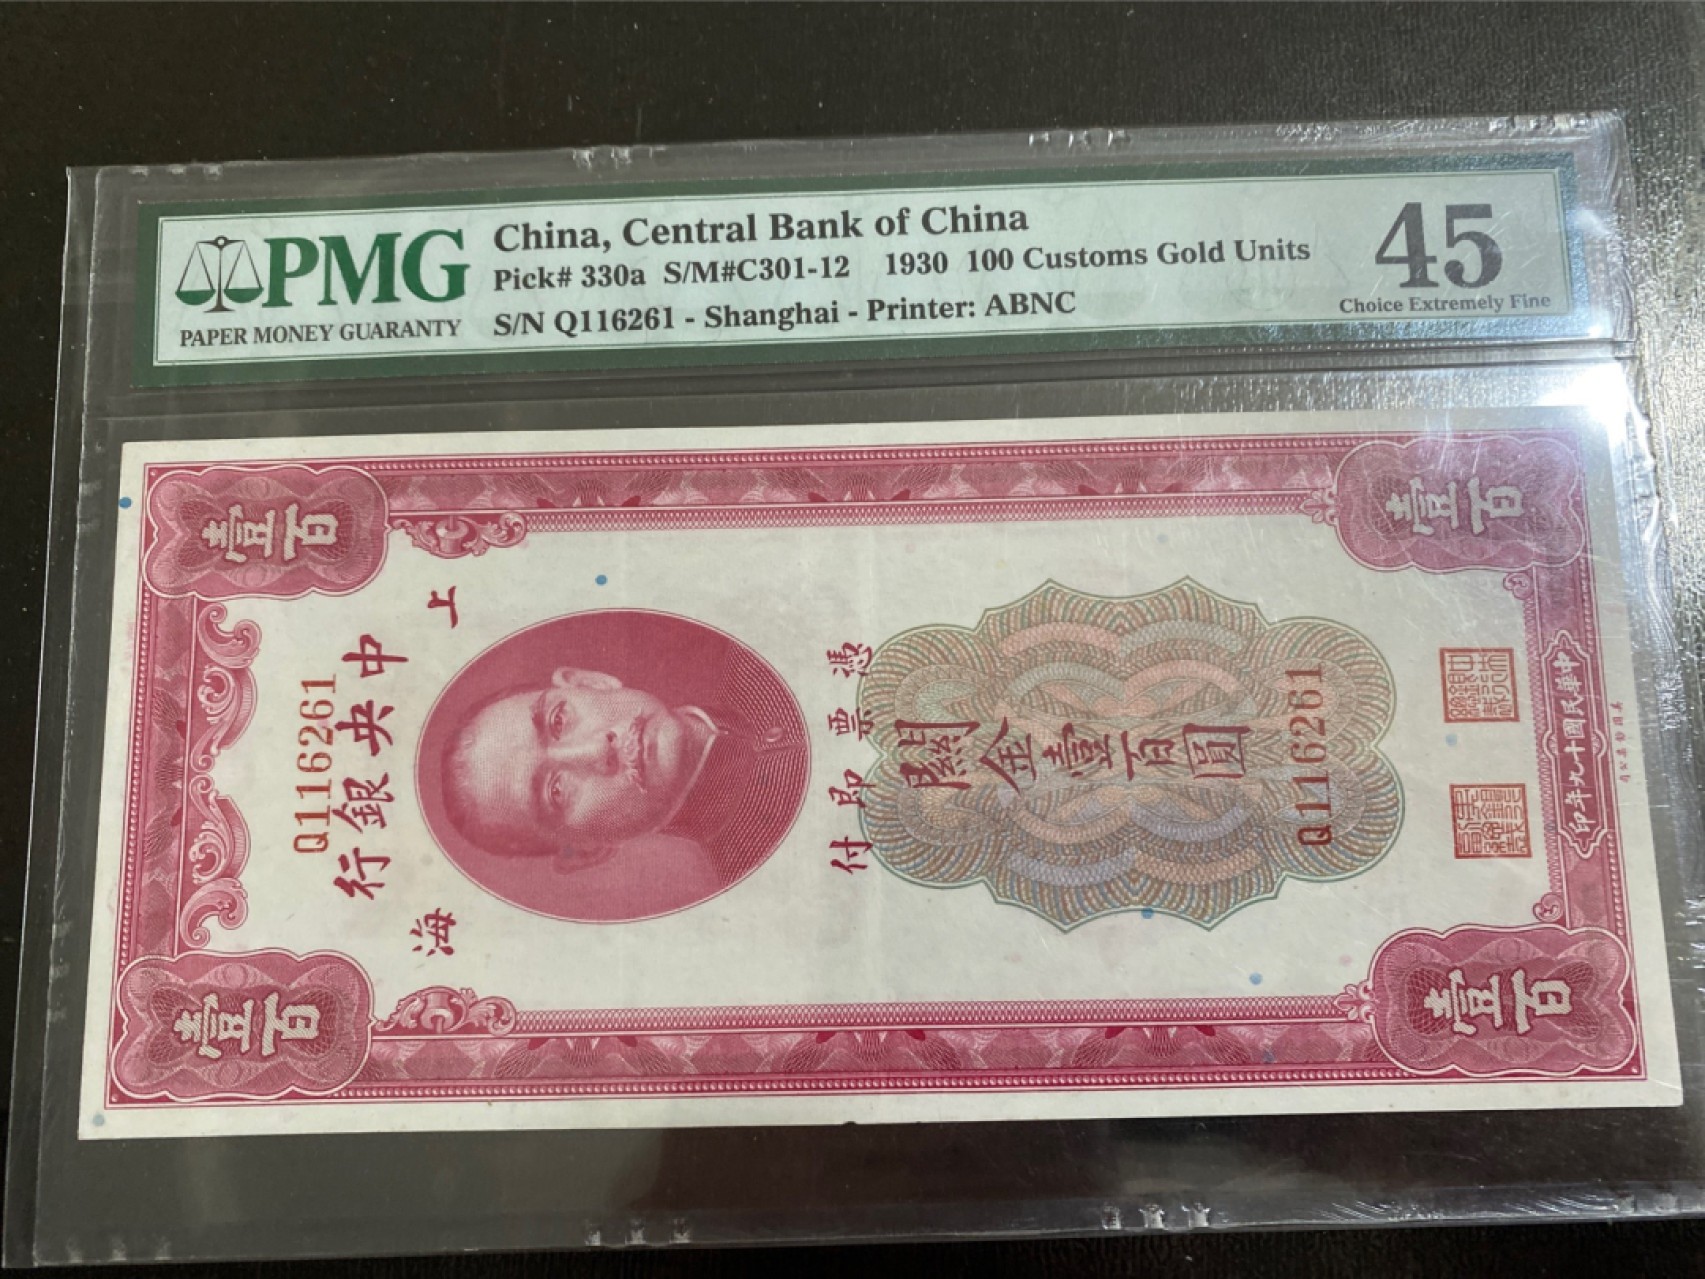 PMG
PAPER MONEY GUARANTY
China, Central Bank of China
Pick# 330a S/M#C301-12 1930 100 Customs Gold Units
S/N Q116261 - Shanghai - Printer: ABNC
45
Choice Extremely Fine
壹百
壹百
Q116261
中央銀行
上海
憑票即付
關金壹百圓
Q116261
中華民國十九年印
壹百
壹百